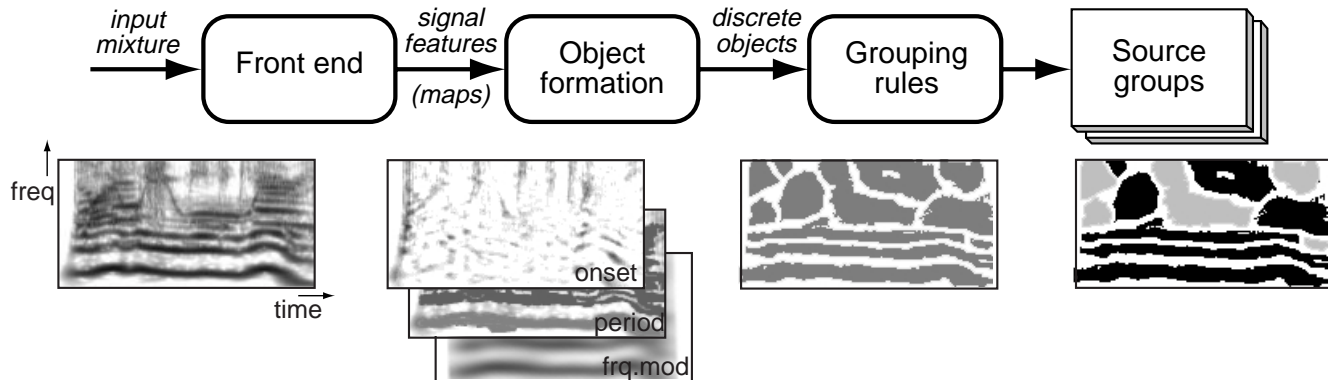 input
mixture
Front end
signal
features
(maps)
Object
formation
discrete
objects
Grouping
rules
Source
groups
freq
time
onset
period
frq.mod